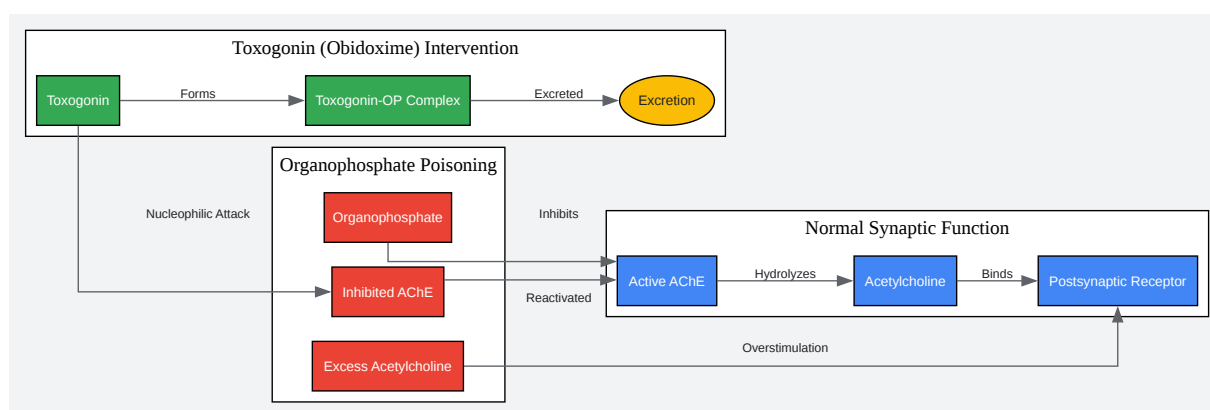 Toxogonin (Obidoxime) Intervention
Toxogonin
Forms
Toxogonin-OP Complex
Excreted
Excretion
Organophosphate Poisoning
Nucleophilic Attack
Organophosphate
Inhibits
Inhibited AChE
Reactivated
Excess Acetylcholine
Overstimulation
Normal Synaptic Function
Active AChE
Hydrolyzes
Acetylcholine
Binds
Postsynaptic Receptor